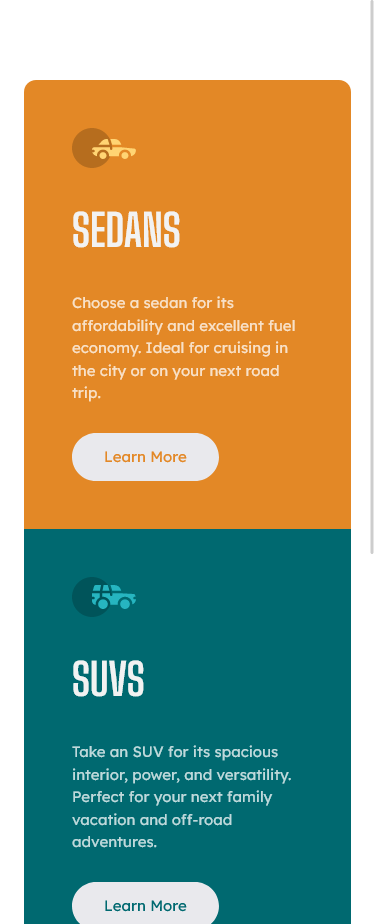 SEDANS
Choose a sedan for its
affordability and excellent fuel
economy. Ideal for cruising in
the city or on your next road
trip.
Learn More
SUVS
Take an SUV for its spacious
interior, power, and versatility.
Perfect for your next family
vacation and off-road
adventures.
Learn More